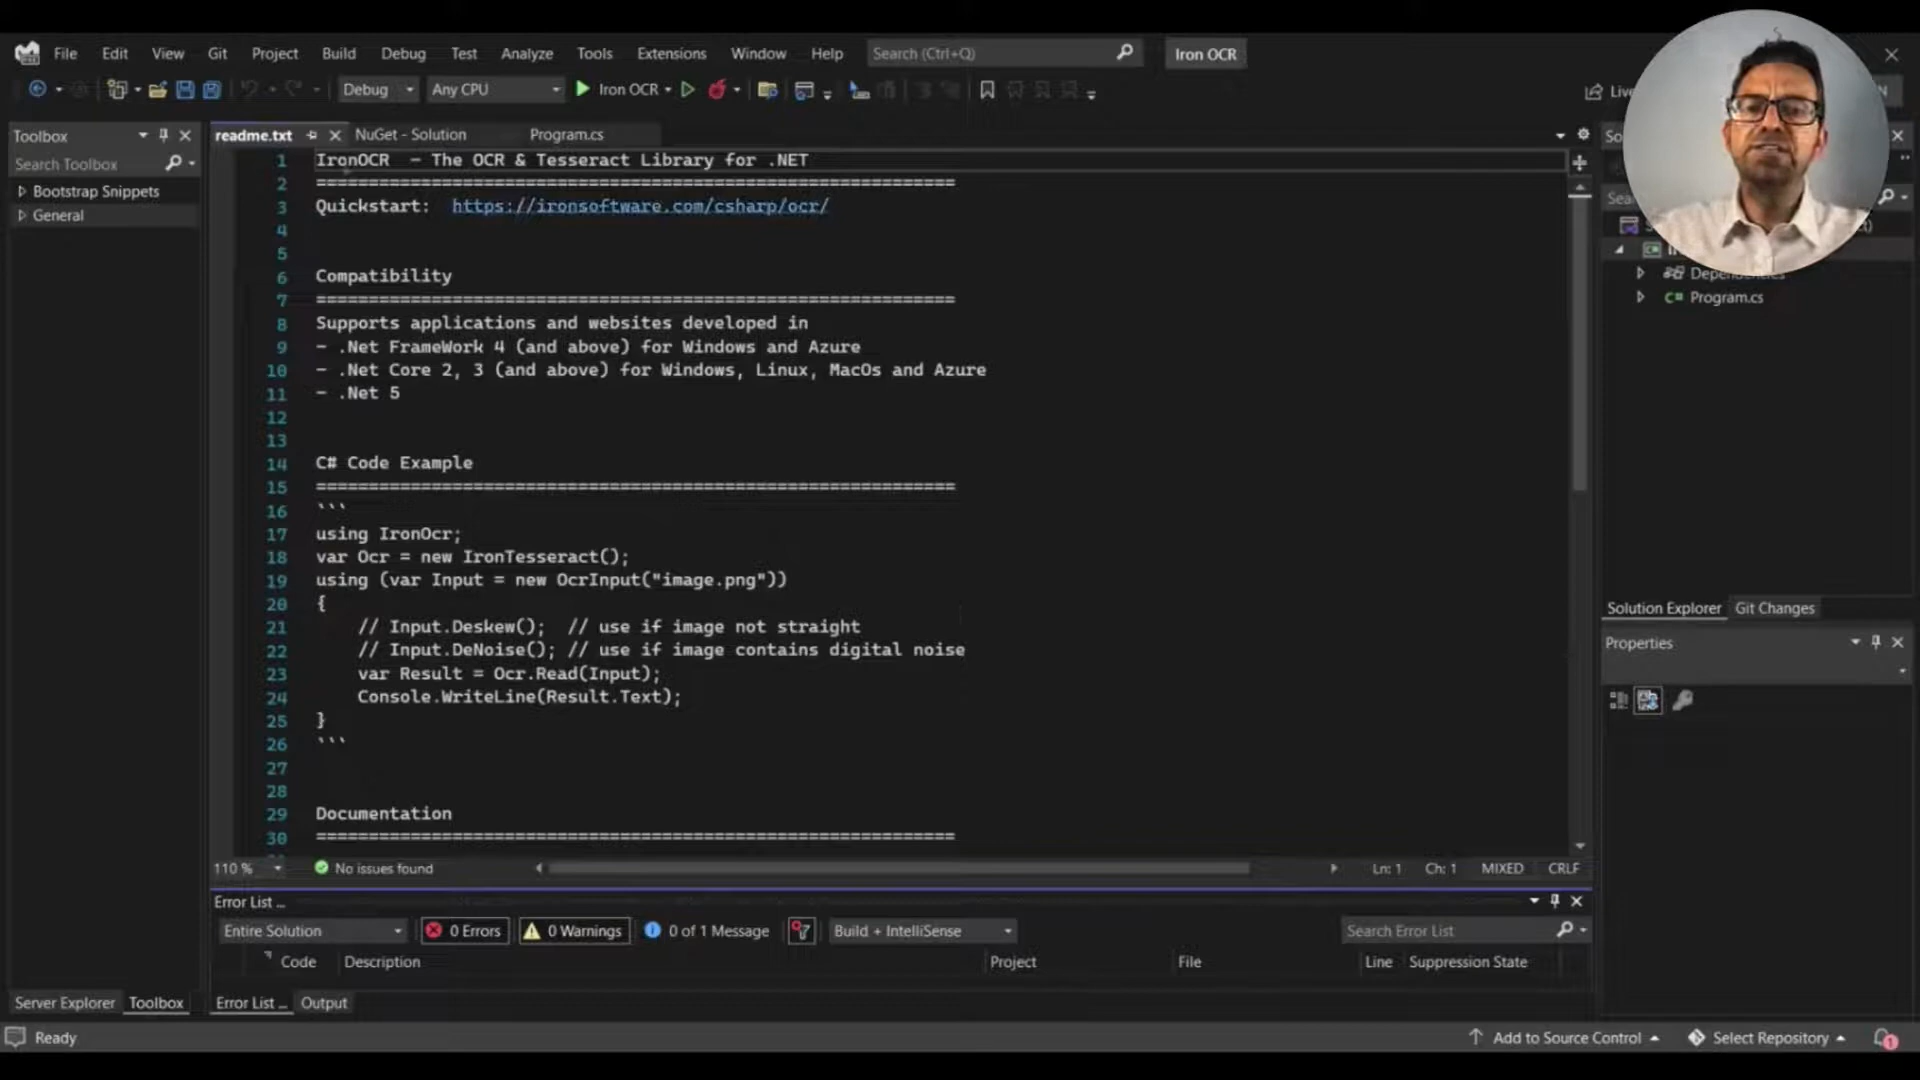 File Edit View Git Project Build Debug Test Analyze Tools Extensions Window Help Search (Ctrl+Q) Iron OCR
Debug Any CPU Iron OCR Live
Toolbox
Search Toolbox
Bootstrap Snippets
General
readme.txt NuGet - Solution Program.cs
1 IronOCR - The OCR & Tesseract Library for .NET
2 =============================================================
3 Quickstart: https://ironsoftware.com/csharp/ocr/
4
5
6 Compatibility
7 =============================================================
8 Supports applications and websites developed in
9 - .Net FrameWork 4 (and above) for Windows and Azure
10 - .Net Core 2, 3 (and above) for Windows, Linux, MacOs and Azure
11 - .Net 5
12
13
14 C# Code Example
15 =============================================================
16 ```
17 using IronOcr;
18 var Ocr = new IronTesseract();
19 using (var Input = new OcrInput("image.png"))
20 {
21 // Input.Deskew(); // use if image not straight
22 // Input.DeNoise(); // use if image contains digital noise
23 var Result = Ocr.Read(Input);
24 Console.WriteLine(Result.Text);
25 }
26 ```
27
28
29 Documentation
30 =============================================================
110 % No issues found Ln: 1 Ch: 1 MIXED CRLF
Program.cs
Solution Explorer Git Changes
Properties
Error List ...
Entire Solution 0 Errors 0 Warnings 0 of 1 Message Build + IntelliSense Search Error List
Code Description Project File Line Suppression State
Server Explorer Toolbox Error List ... Output
Ready Add to Source Control Select Repository 1